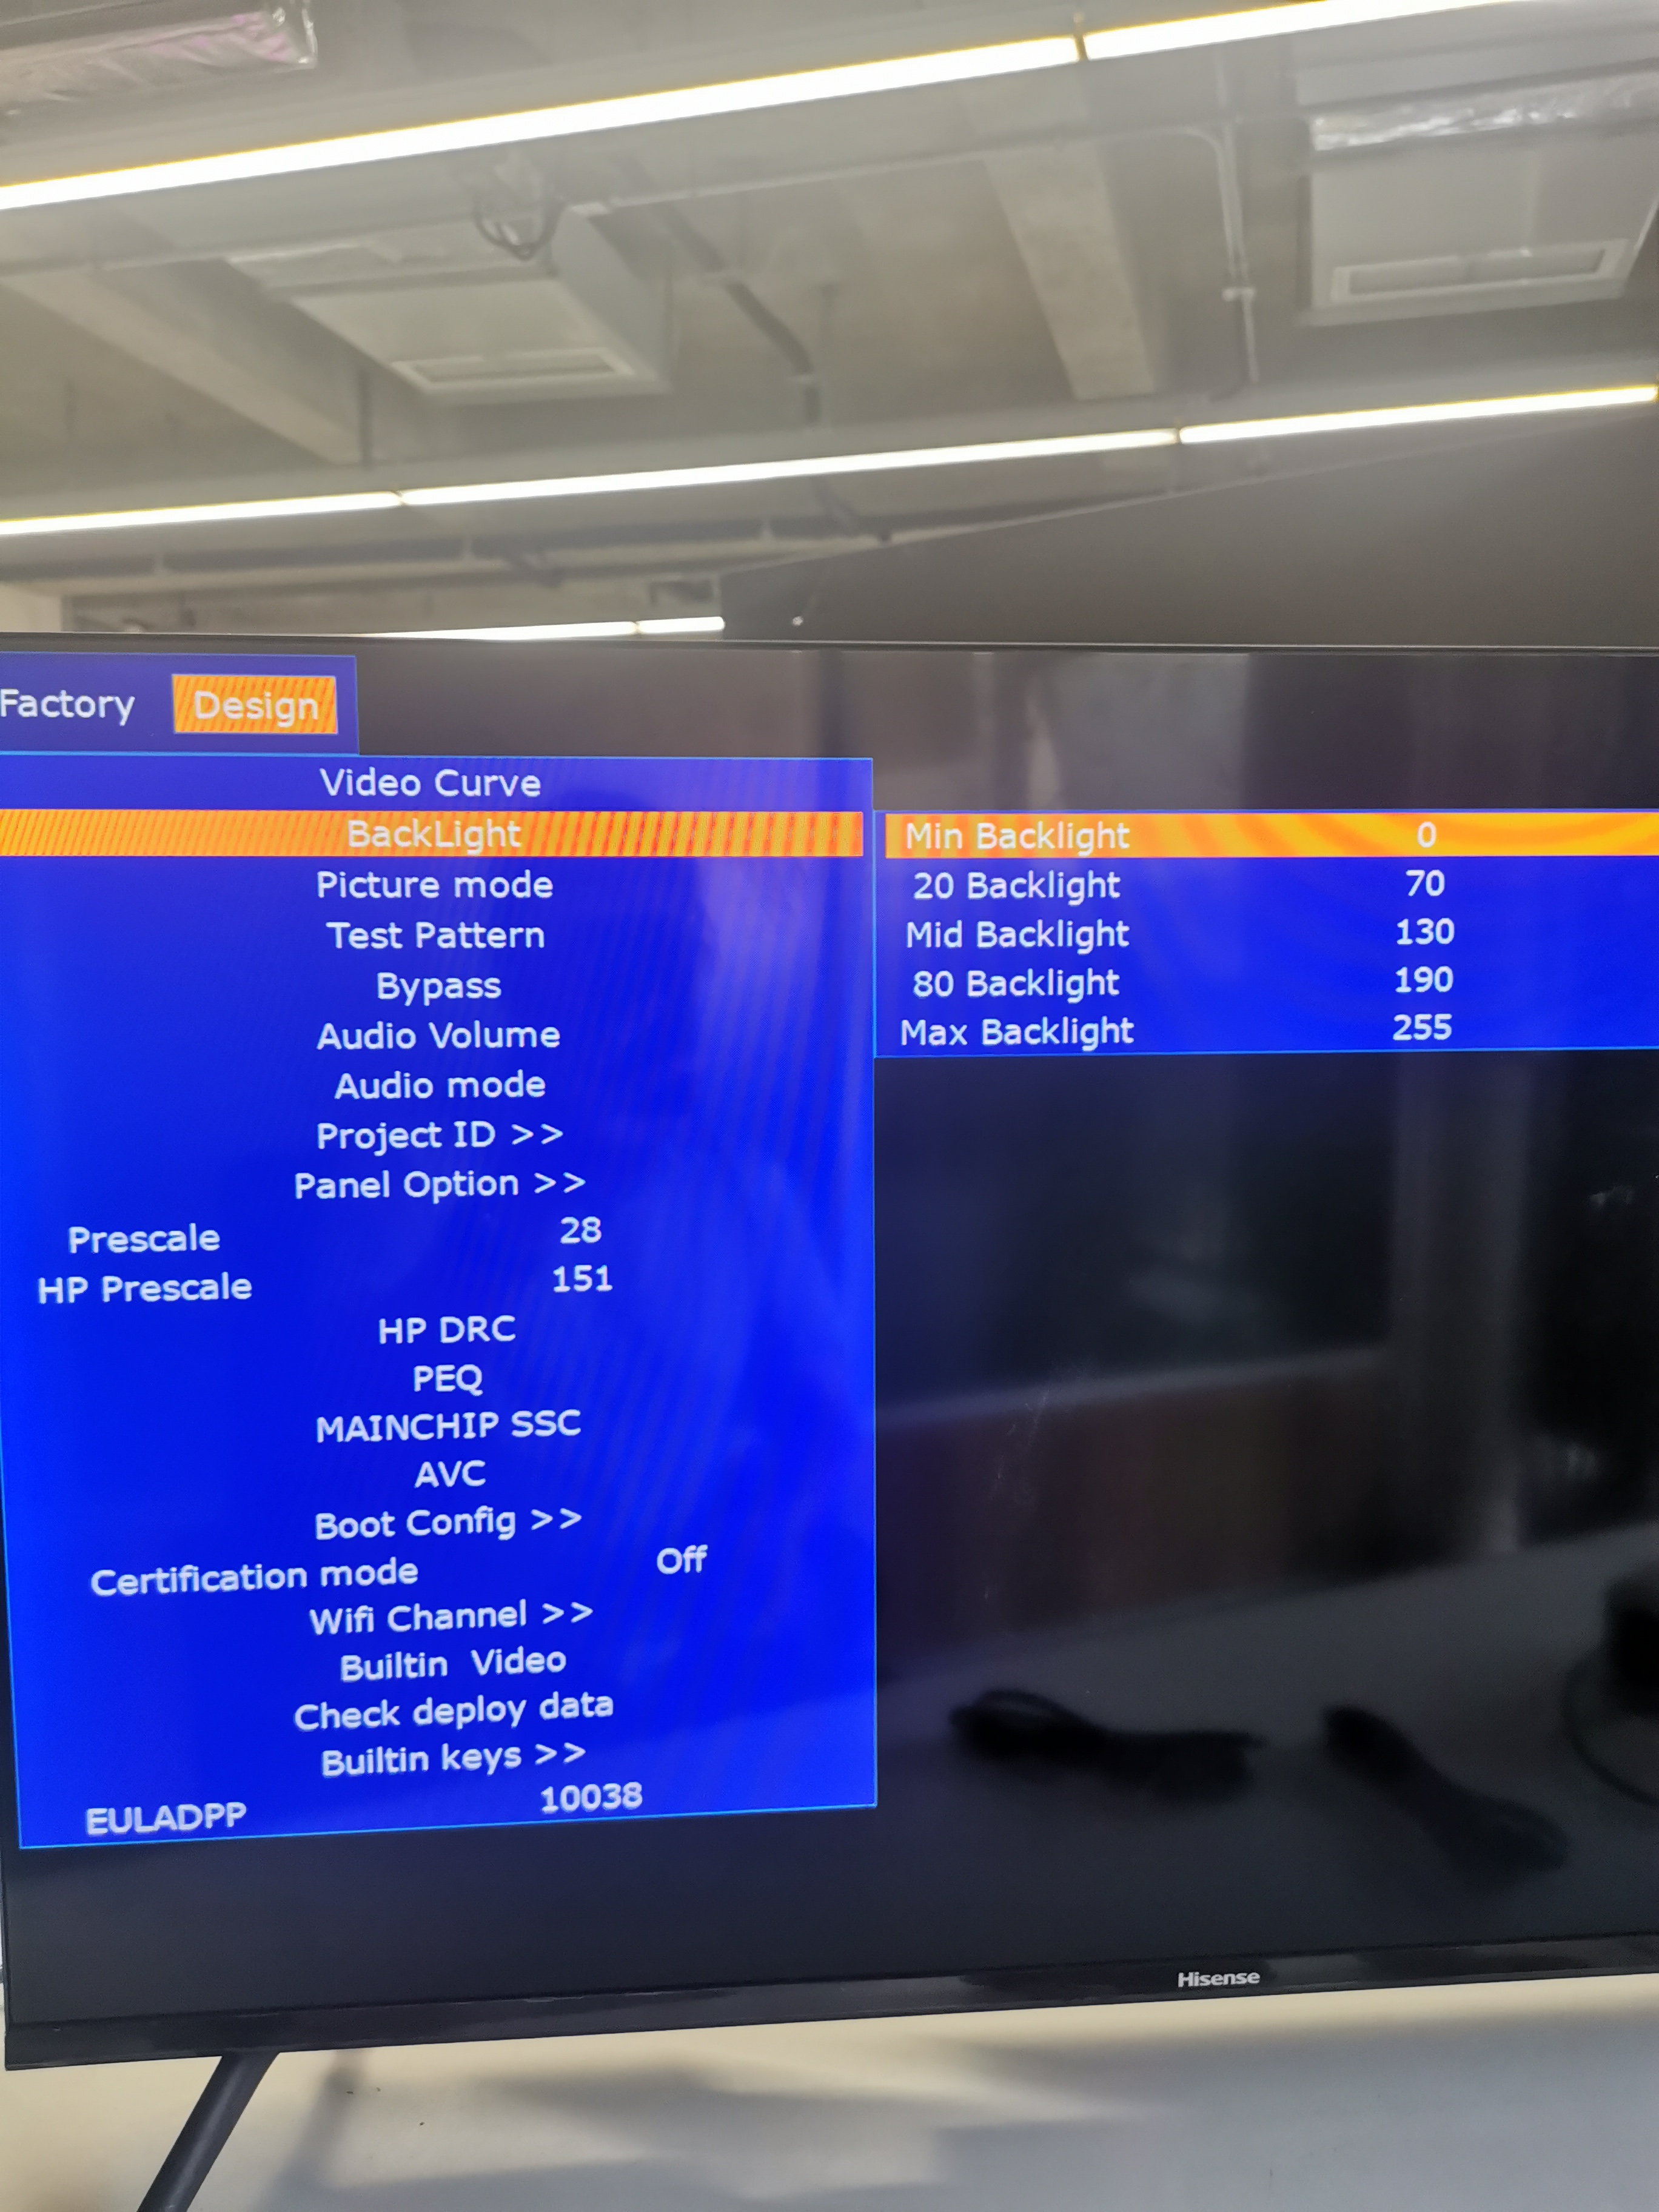 Factory Design
Video Curve
BackLight
Picture mode
Test Pattern
Bypass
Audio Volume
Audio mode
Project ID >>
Panel Option >>
Prescale 28
HP Prescale 151
HP DRC
PEQ
MAINCHIP SSC
AVC
Boot Config >>
Certification mode Off
Wifi Channel >>
Builtin Video
Check deploy data
Builtin keys >>
EULADPP 10038
Min Backlight 0
20 Backlight 70
Mid Backlight 130
80 Backlight 190
Max Backlight 255
Hisense